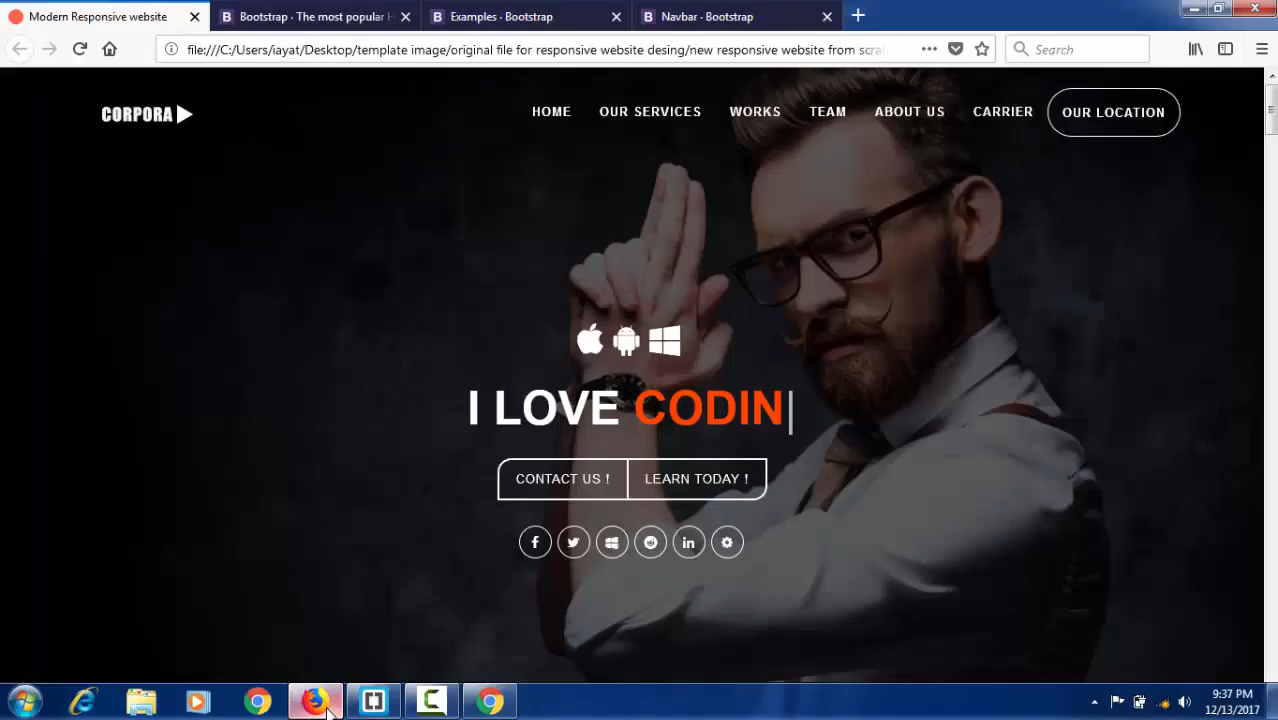 Modern Responsive website
Bootstrap · The most popular H
Examples · Bootstrap
Navbar · Bootstrap
file:///C:/Users/iayat/Desktop/template image/original file for responsive website desing/new responsive website from scra
Search
CORPORA
HOME
OUR SERVICES
WORKS
TEAM
ABOUT US
CARRIER
OUR LOCATION
I LOVE CODIN|
CONTACT US !
LEARN TODAY !
9:37 PM
12/13/2017